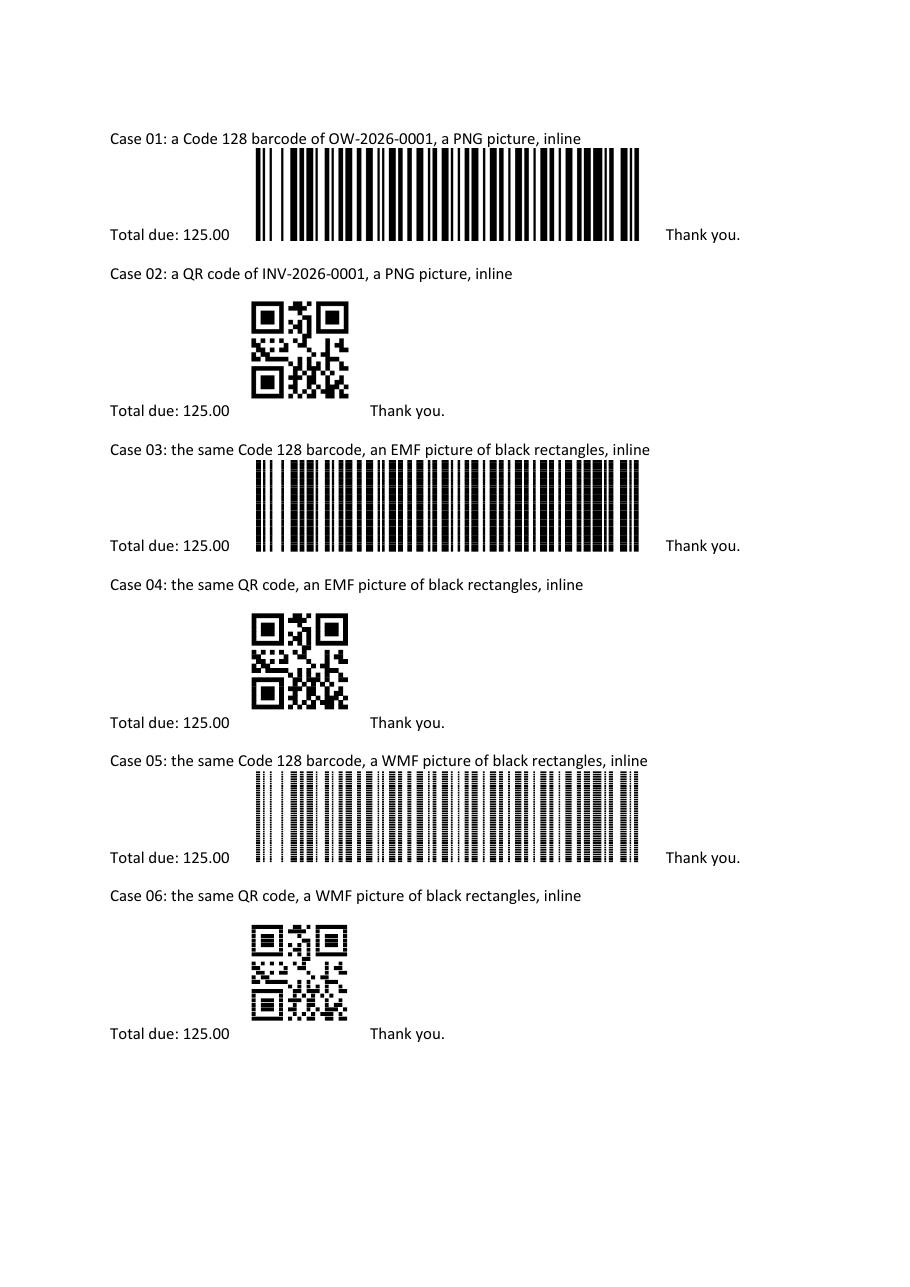 Case 01: a Code 128 barcode of OW-2026-0001, a PNG picture, inline
Total due: 125.00 Thank you.
Case 02: a QR code of INV-2026-0001, a PNG picture, inline
Total due: 125.00 Thank you.
Case 03: the same Code 128 barcode, an EMF picture of black rectangles, inline
Total due: 125.00 Thank you.
Case 04: the same QR code, an EMF picture of black rectangles, inline
Total due: 125.00 Thank you.
Case 05: the same Code 128 barcode, a WMF picture of black rectangles, inline
Total due: 125.00 Thank you.
Case 06: the same QR code, a WMF picture of black rectangles, inline
Total due: 125.00 Thank you.